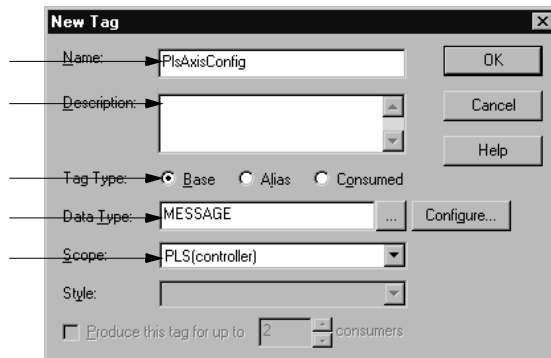 New Tag
Name: PlsAxisConfig OK
Description: Cancel
Help
Tag Type: Base Alias Consumed
Data Type: MESSAGE ... Configure...
Scope: PLS(controller)
Style:
Produce this tag for up to 2 consumers